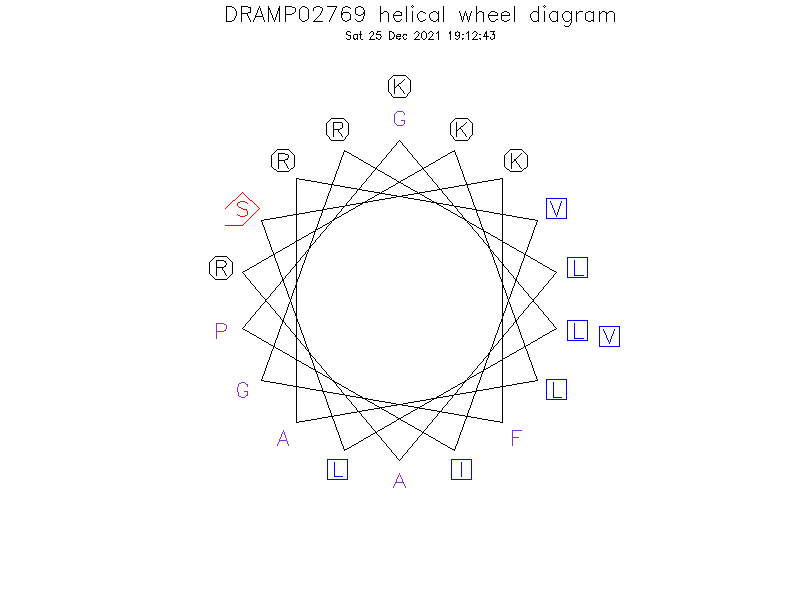 DRAMP02769 helical wheel diagram
Sat 25 Dec 2021 19:12:43
K
G
R K
R K
S V
R L
P L V
G L
A F
L I
A